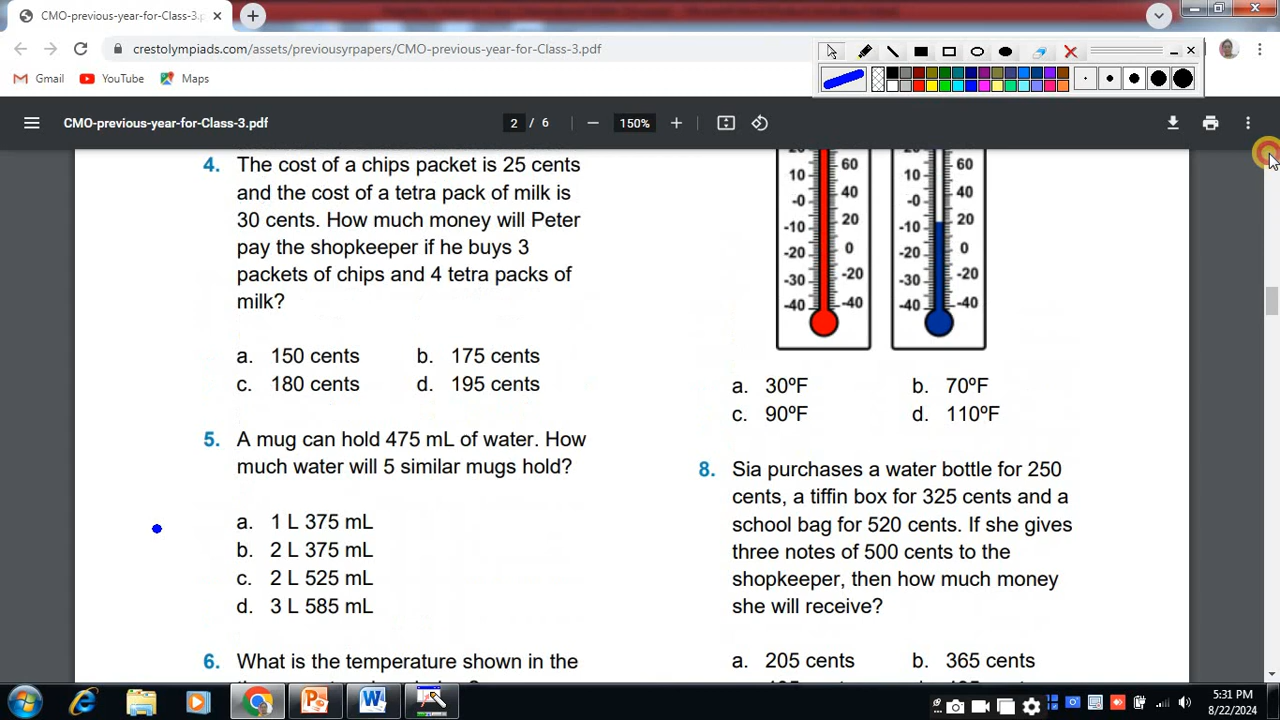 CMO-previous-year-for-Class-3.p
crestolympiads.com/assets/previousyrpapers/CMO-previous-year-for-Class-3.pdf
Gmail YouTube Maps
CMO-previous-year-for-Class-3.pdf
2 / 6
150%
4. The cost of a chips packet is 25 cents
and the cost of a tetra pack of milk is
30 cents. How much money will Peter
pay the shopkeeper if he buys 3
packets of chips and 4 tetra packs of
milk?
a. 150 cents b. 175 cents
c. 180 cents d. 195 cents
5. A mug can hold 475 mL of water. How
much water will 5 similar mugs hold?
a. 1 L 375 mL
b. 2 L 375 mL
c. 2 L 525 mL
d. 3 L 585 mL
6. What is the temperature shown in the
20 20
10 60 10 60
-0 40 -0 40
-10 20 -10 20
-20 0 -20 0
-30 -20 -30 -20
-40 -40 -40 -40
a. 30ºF b. 70ºF
c. 90ºF d. 110ºF
8. Sia purchases a water bottle for 250
cents, a tiffin box for 325 cents and a
school bag for 520 cents. If she gives
three notes of 500 cents to the
shopkeeper, then how much money
she will receive?
a. 205 cents b. 365 cents
5:31 PM
8/22/2024